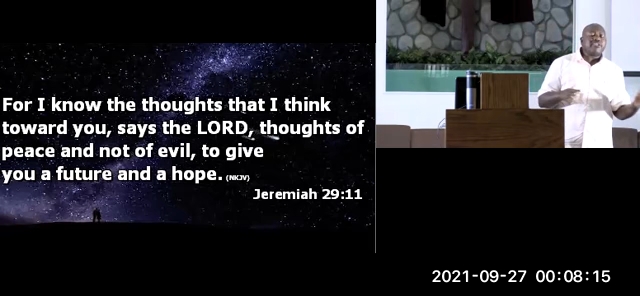 For I know the thoughts that I think
toward you, says the LORD, thoughts of
peace and not of evil, to give
you a future and a hope. (NKJV)
Jeremiah 29:11
2021-09-27 00:08:15